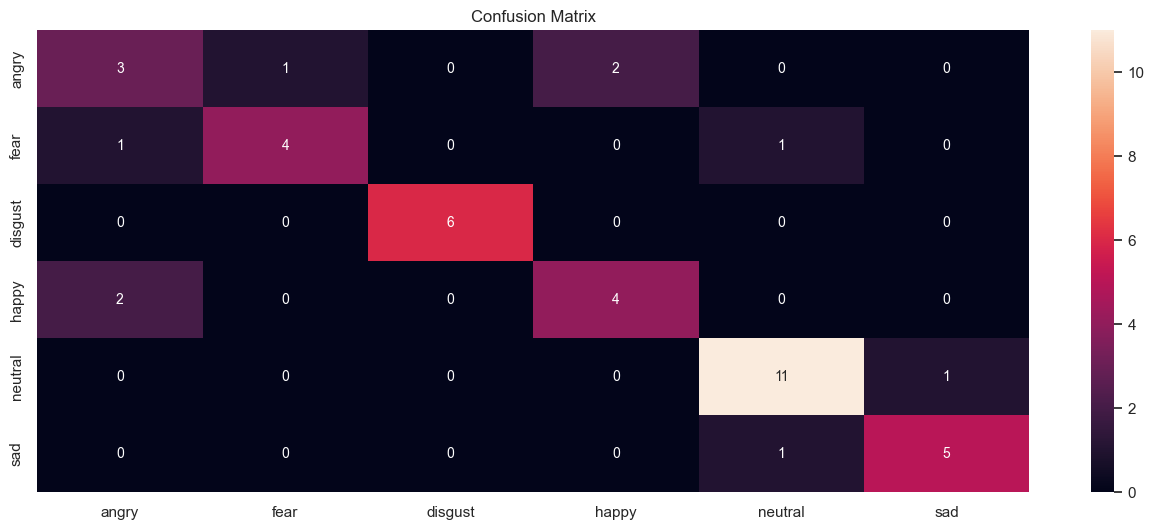 Confusion Matrix
angry 3 1 0 2 0 0
fear 1 4 0 0 1 0
disgust 0 0 6 0 0 0
happy 2 0 0 4 0 0
neutral 0 0 0 0 11 1
sad 0 0 0 0 1 5
angry fear disgust happy neutral sad
10
8
6
4
2
0